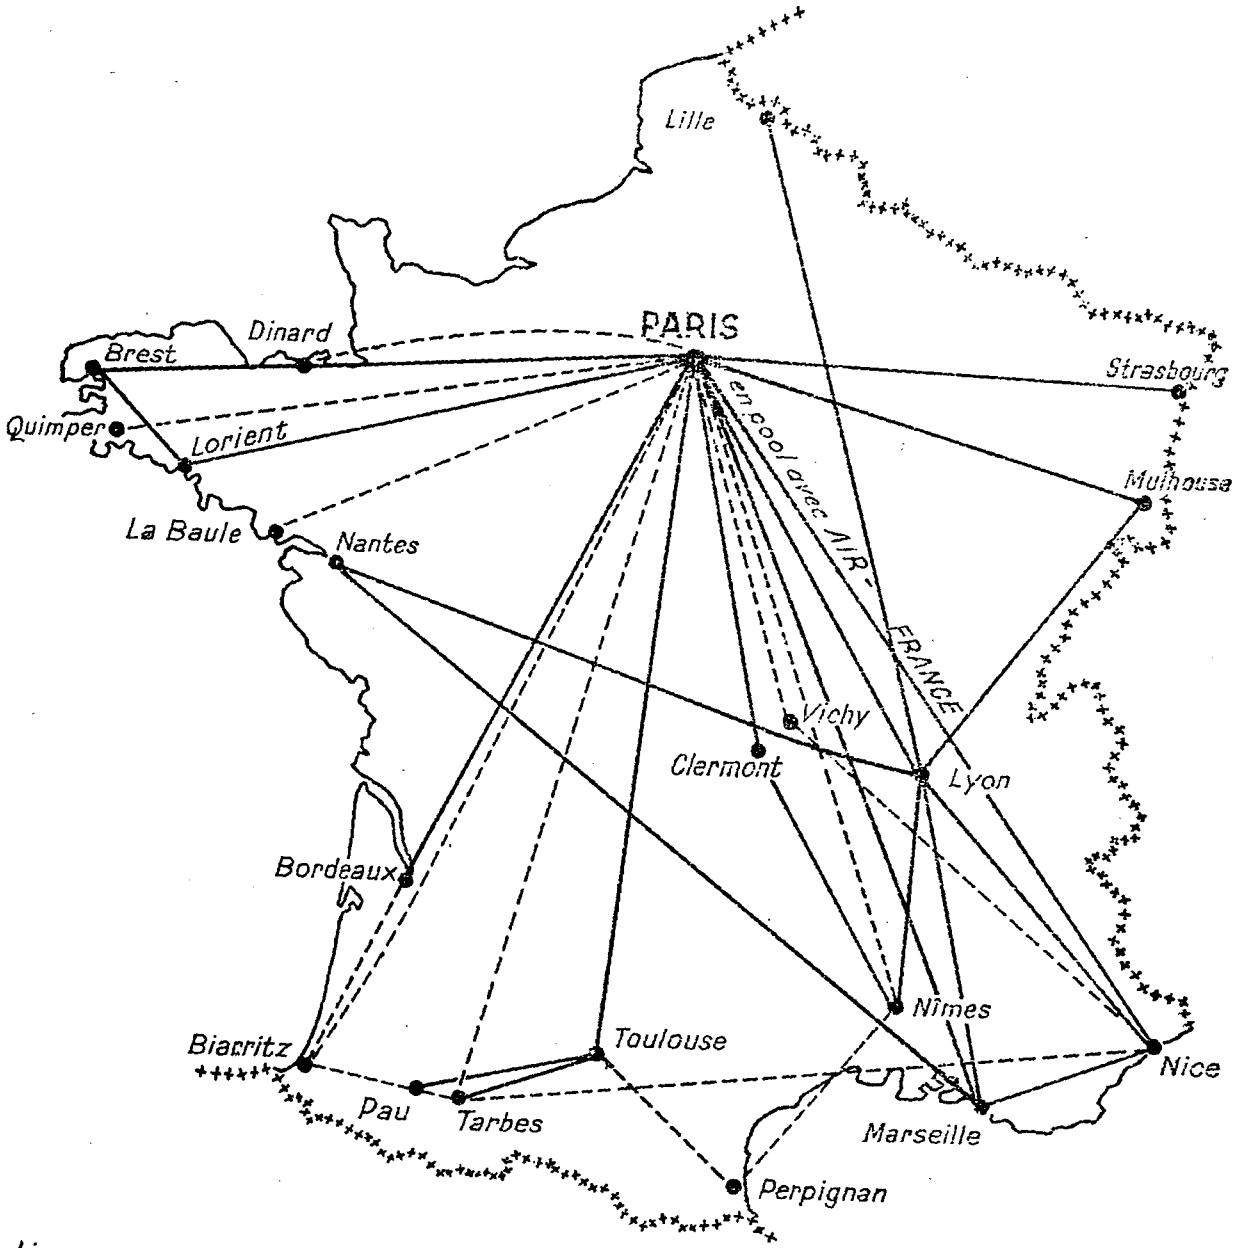 Lille
PARIS
Dinard
Brest
Strasbourg
en pool avec AIR-
FRANCE
Quimper
Lorient
Mulhouse
La Baule
Nantes
Vichy
Clermont
Lyon
Bordeaux
Nîmes
Toulouse
Biarritz
Nice
Pau
Tarbes
Marseille
Perpignan